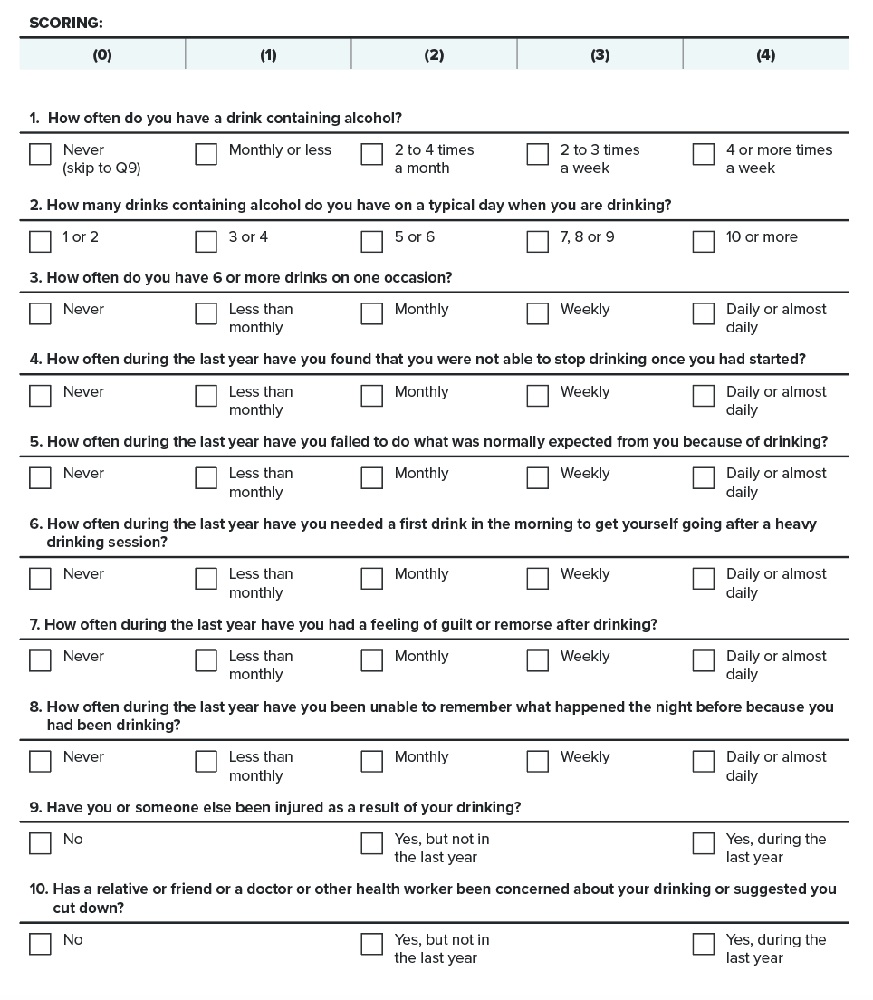 SCORING:
(0) (1) (2) (3) (4)
1. How often do you have a drink containing alcohol?
Never Monthly or less 2 to 4 times 2 to 3 times 4 or more times
(skip to Q9) a month a week a week
2. How many drinks containing alcohol do you have on a typical day when you are drinking?
1 or 2 3 or 4 5 or 6 7, 8 or 9 10 or more
3. How often do you have 6 or more drinks on one occasion?
Never Less than Monthly Weekly Daily or almost
monthly daily
4. How often during the last year have you found that you were not able to stop drinking once you had started?
Never Less than Monthly Weekly Daily or almost
monthly daily
5. How often during the last year have you failed to do what was normally expected from you because of drinking?
Never Less than Monthly Weekly Daily or almost
monthly daily
6. How often during the last year have you needed a first drink in the morning to get yourself going after a heavy
drinking session?
Never Less than Monthly Weekly Daily or almost
monthly daily
7. How often during the last year have you had a feeling of guilt or remorse after drinking?
Never Less than Monthly Weekly Daily or almost
monthly daily
8. How often during the last year have you been unable to remember what happened the night before because you
had been drinking?
Never Less than Monthly Weekly Daily or almost
monthly daily
9. Have you or someone else been injured as a result of your drinking?
No Yes, but not in Yes, during the
the last year last year
10. Has a relative or friend or a doctor or other health worker been concerned about your drinking or suggested you
cut down?
No Yes, but not in Yes, during the
the last year last year